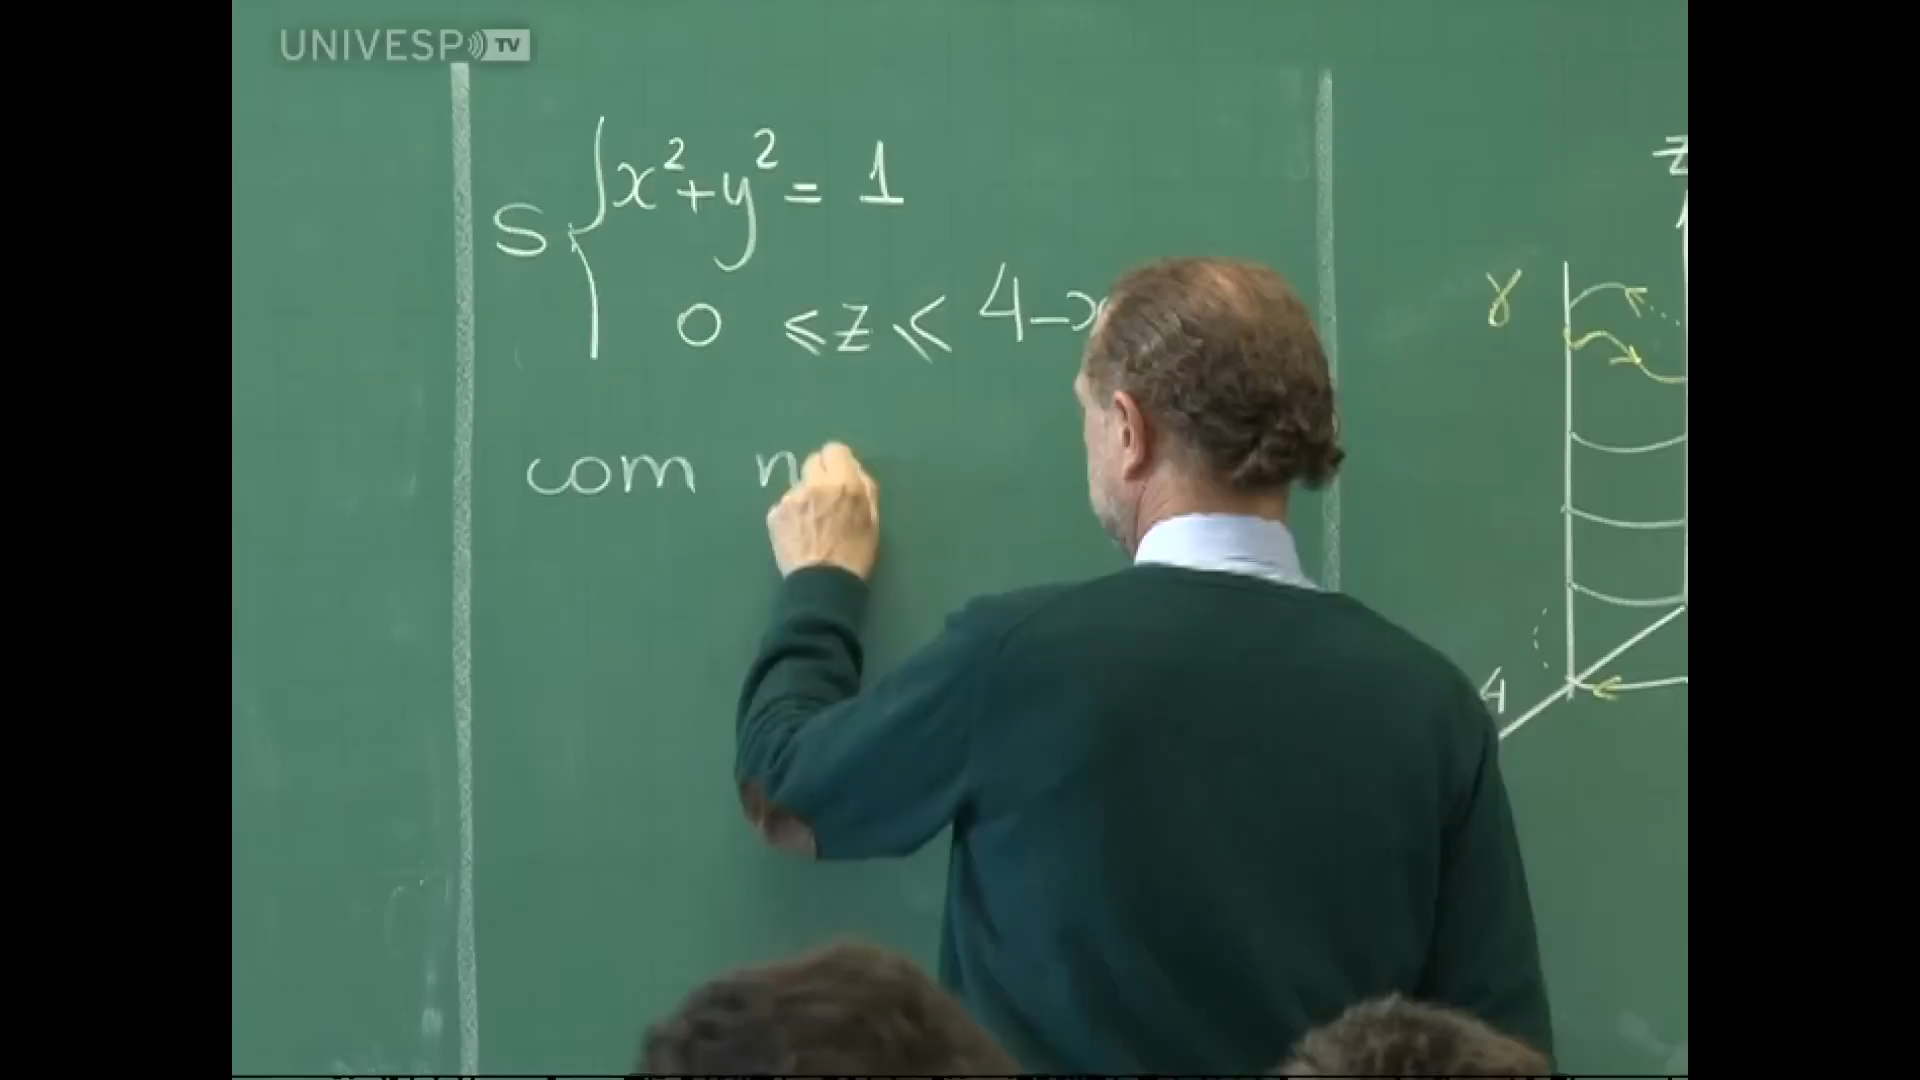 UNIVESP TV
S { x² + y² = 1
0 ≤ z ≤ 4 - x
com n
z
γ
4